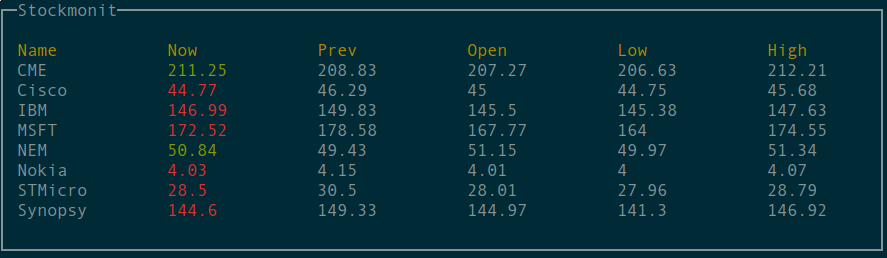 Stockmonit
Name Now Prev Open Low High
CME 211.25 208.83 207.27 206.63 212.21
Cisco 44.77 46.29 45 44.75 45.68
IBM 146.99 149.83 145.5 145.38 147.63
MSFT 172.52 178.58 167.77 164 174.55
NEM 50.84 49.43 51.15 49.97 51.34
Nokia 4.03 4.15 4.01 4 4.07
STMicro 28.5 30.5 28.01 27.96 28.79
Synopsy 144.6 149.33 144.97 141.3 146.92